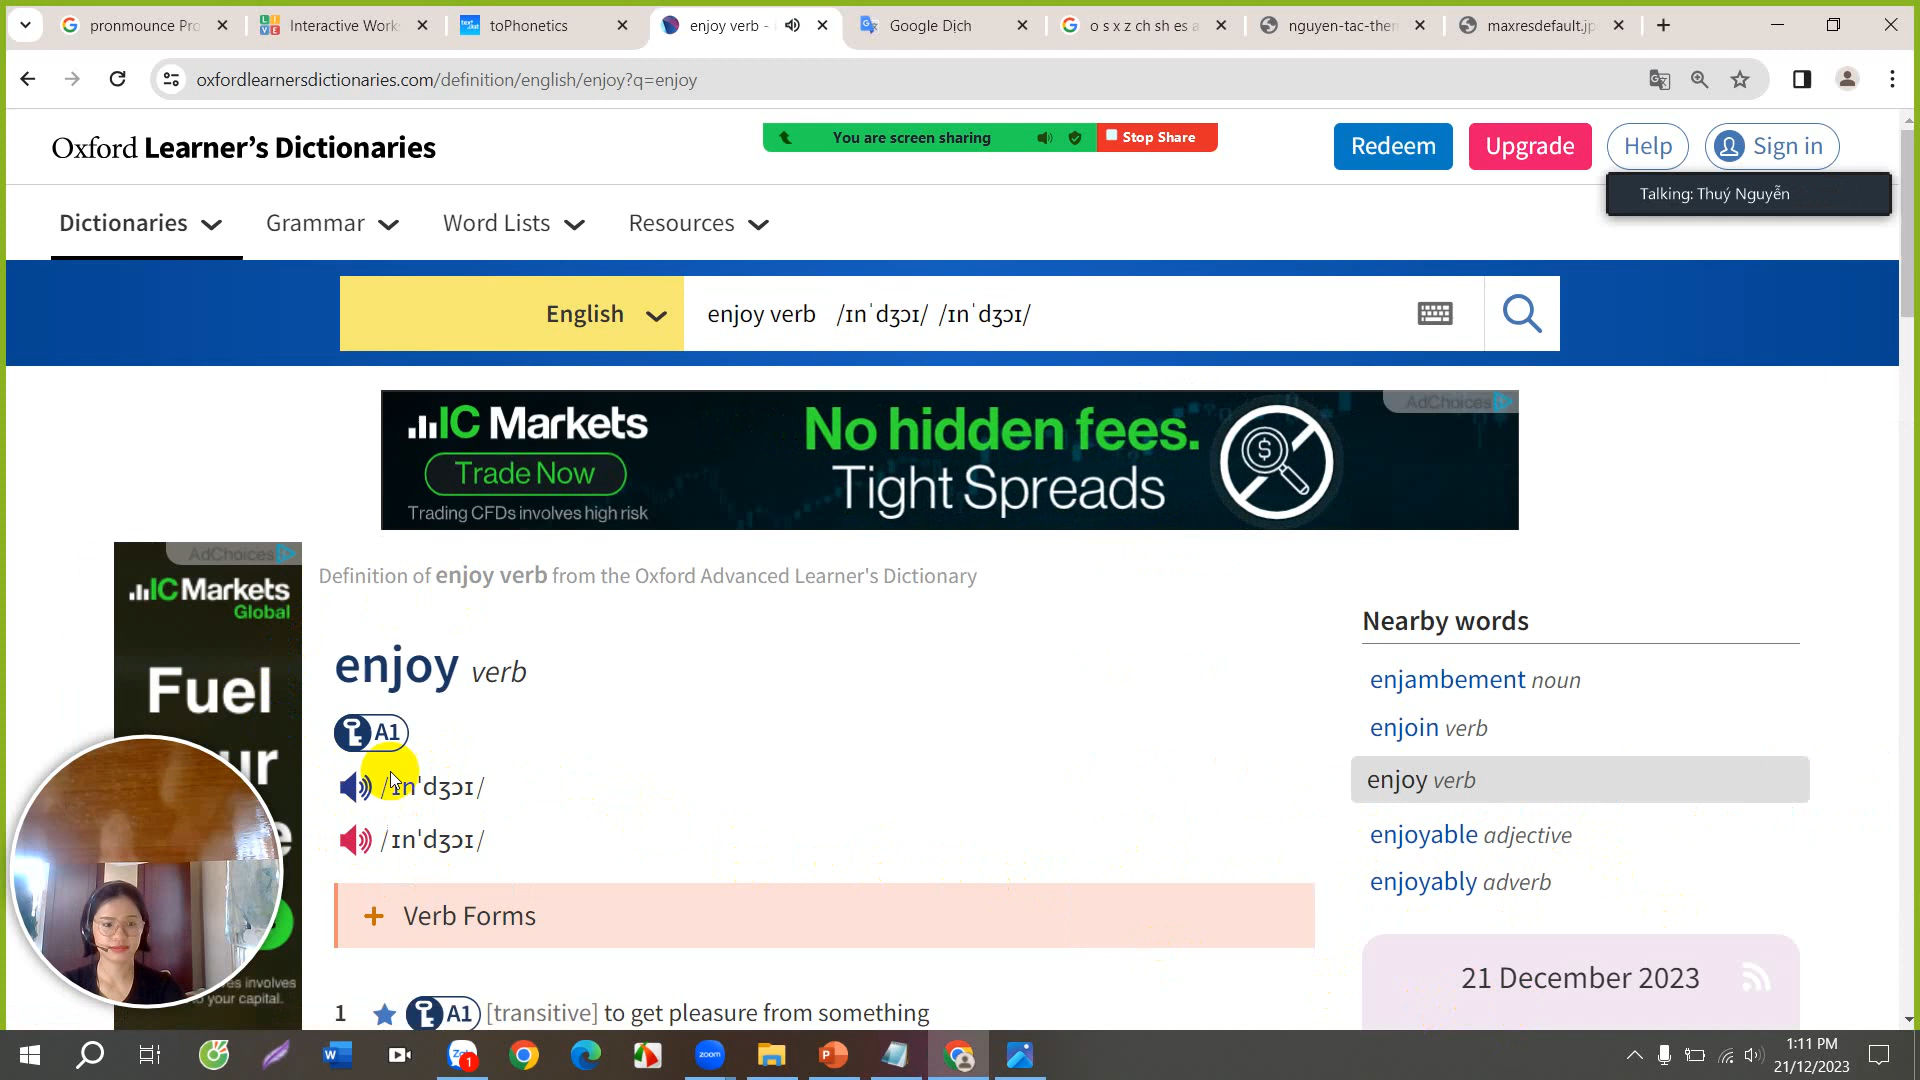 pronmounce Pro
Interactive Works
toPhonetics
enjoy verb -
Google Dịch
o s x z ch sh es a
nguyen-tac-them
maxresdefault.jp
oxfordlearnersdictionaries.com/definition/english/enjoy?q=enjoy
Oxford Learner's Dictionaries
You are screen sharing
Stop Share
Redeem
Upgrade
Help
Sign in
Talking: Thuý Nguyễn
Dictionaries
Grammar
Word Lists
Resources
English
enjoy verb /ɪnˈdʒɔɪ/ /ɪnˈdʒɔɪ/
IC Markets
Trade Now
Trading CFDs involves high risk
No hidden fees.
Tight Spreads
AdChoices
AdChoices
IC Markets
Global
Fuel
Definition of enjoy verb from the Oxford Advanced Learner's Dictionary
enjoy verb
A1
/ɪnˈdʒɔɪ/
/ɪnˈdʒɔɪ/
Verb Forms
1 A1 [transitive] to get pleasure from something
Nearby words
enjambement noun
enjoin verb
enjoy verb
enjoyable adjective
enjoyably adverb
21 December 2023
es involves
your capital.
zoom
1
1:11 PM
21/12/2023